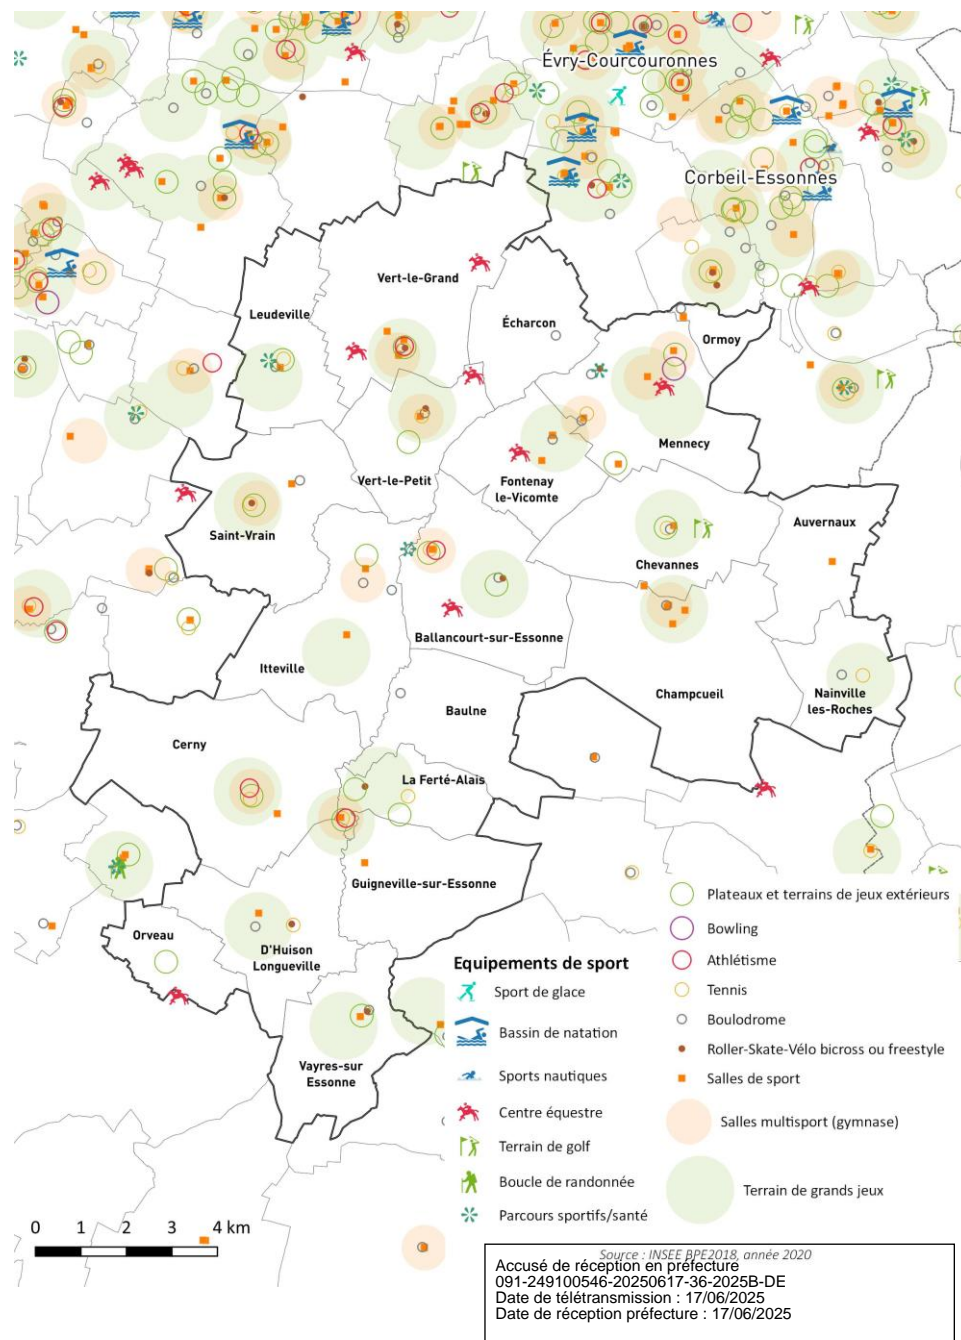 Évry-Courcouronnes
Corbeil-Essonnes
Vert-le-Grand
Leudeville
Écharcon
Ormoy
Mennecy
Vert-le-Petit
Fontenay
le-Vicomte
Auvernaux
Saint-Vrain
Chevannes
Ballancourt-sur-Essonne
Itteville
Champcueil
Nainville
les-Roches
Baulne
Cerny
La Ferté-Alais
Guigneville-sur-Essonne
Orveau
D'Huison
Longueville
Vayres-sur
Essonne
Equipements de sport
Sport de glace
Bassin de natation
Sports nautiques
Centre équestre
Terrain de golf
Boucle de randonnée
Parcours sportifs/santé
Plateaux et terrains de jeux extérieurs
Bowling
Athlétisme
Tennis
Boulodrome
Roller-Skate-Vélo bicross ou freestyle
Salles de sport
Salles multisport (gymnase)
Terrain de grands jeux
0 1 2 3 4 km
Source : INSEE BPE2018, année 2020
Accusé de réception en préfecture
091-249100546-20250617-36-2025B-DE
Date de télétransmission : 17/06/2025
Date de réception préfecture : 17/06/2025